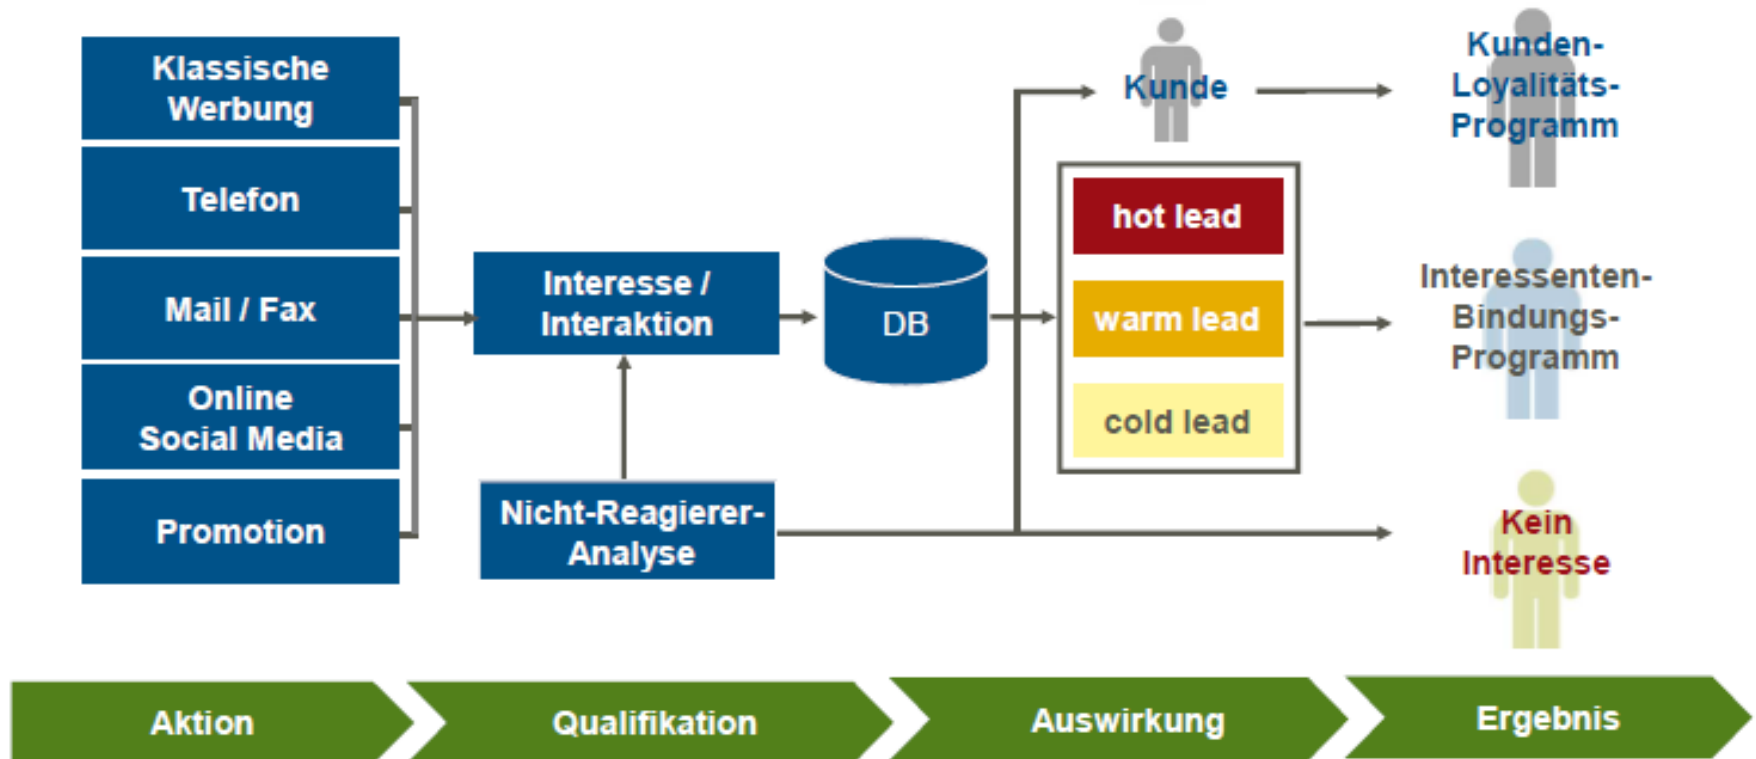 Klassische
Werbung
Telefon
Mail / Fax
Online
Social Media
Promotion
Interesse /
Interaktion
Nicht-Reagierer-
Analyse
DB
Kunde
hot lead
warm lead
cold lead
Kunden-
Loyalitäts-
Programm
Interessenten-
Bindungs-
Programm
Kein
Interesse
Aktion
Qualifikation
Auswirkung
Ergebnis